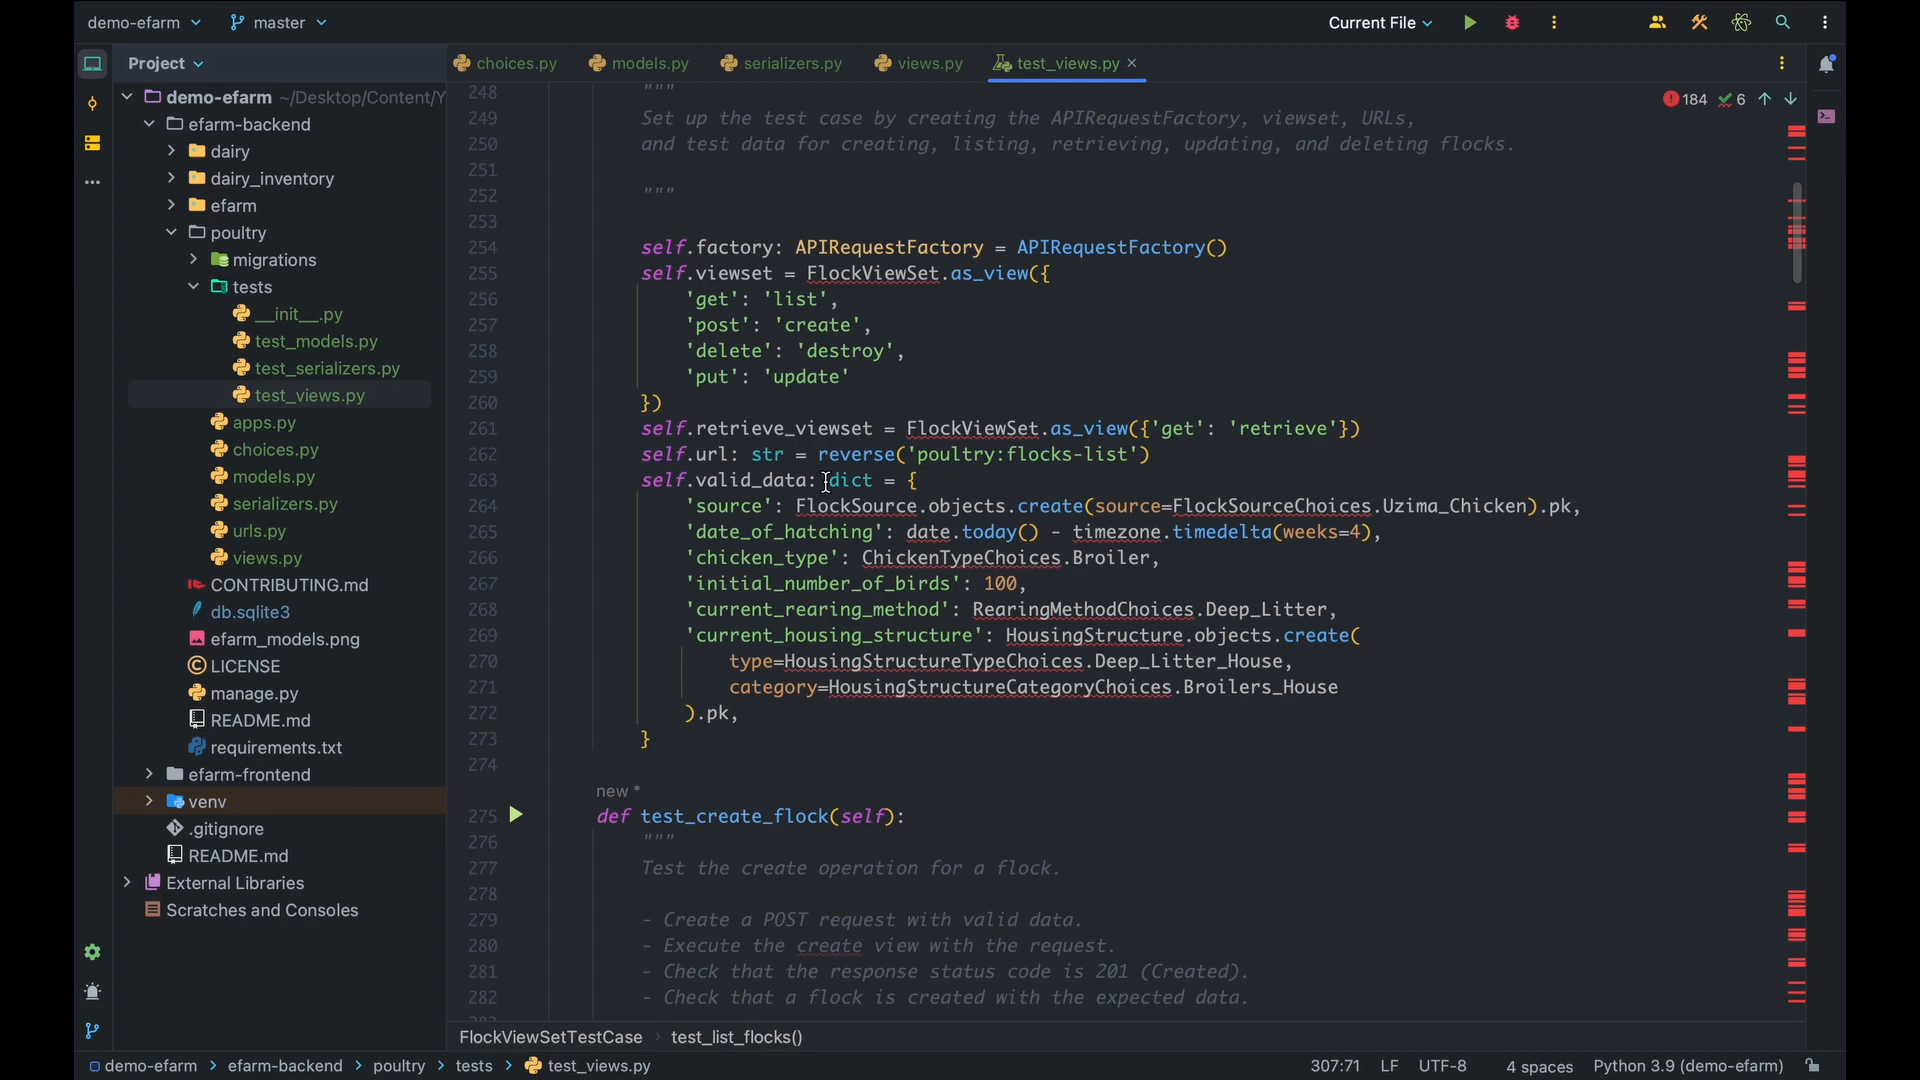 demo-efarm master Current File
Project choices.py models.py serializers.py views.py test_views.py
demo-efarm ~/Desktop/Content/Y
efarm-backend
dairy
dairy_inventory
efarm
poultry
migrations
tests
__init__.py
test_models.py
test_serializers.py
test_views.py
apps.py
choices.py
models.py
serializers.py
urls.py
views.py
CONTRIBUTING.md
db.sqlite3
efarm_models.png
LICENSE
manage.py
README.md
requirements.txt
efarm-frontend
venv
.gitignore
README.md
External Libraries
Scratches and Consoles
184 6
248 """
249 Set up the test case by creating the APIRequestFactory, viewset, URLs,
250 and test data for creating, listing, retrieving, updating, and deleting flocks.
251
252 """
253
254 self.factory: APIRequestFactory = APIRequestFactory()
255 self.viewset = FlockViewSet.as_view({
256 'get': 'list',
257 'post': 'create',
258 'delete': 'destroy',
259 'put': 'update'
260 })
261 self.retrieve_viewset = FlockViewSet.as_view({'get': 'retrieve'})
262 self.url: str = reverse('poultry:flocks-list')
263 self.valid_data: dict = {
264 'source': FlockSource.objects.create(source=FlockSourceChoices.Uzima_Chicken).pk,
265 'date_of_hatching': date.today() - timezone.timedelta(weeks=4),
266 'chicken_type': ChickenTypeChoices.Broiler,
267 'initial_number_of_birds': 100,
268 'current_rearing_method': RearingMethodChoices.Deep_Litter,
269 'current_housing_structure': HousingStructure.objects.create(
270 type=HousingStructureTypeChoices.Deep_Litter_House,
271 category=HousingStructureCategoryChoices.Broilers_House
272 ).pk,
273 }
274
new *
275 def test_create_flock(self):
276 """
277 Test the create operation for a flock.
278
279 - Create a POST request with valid data.
280 - Execute the create view with the request.
281 - Check that the response status code is 201 (Created).
282 - Check that a flock is created with the expected data.
FlockViewSetTestCase test_list_flocks()
demo-efarm efarm-backend poultry tests test_views.py 307:71 LF UTF-8 4 spaces Python 3.9 (demo-efarm)